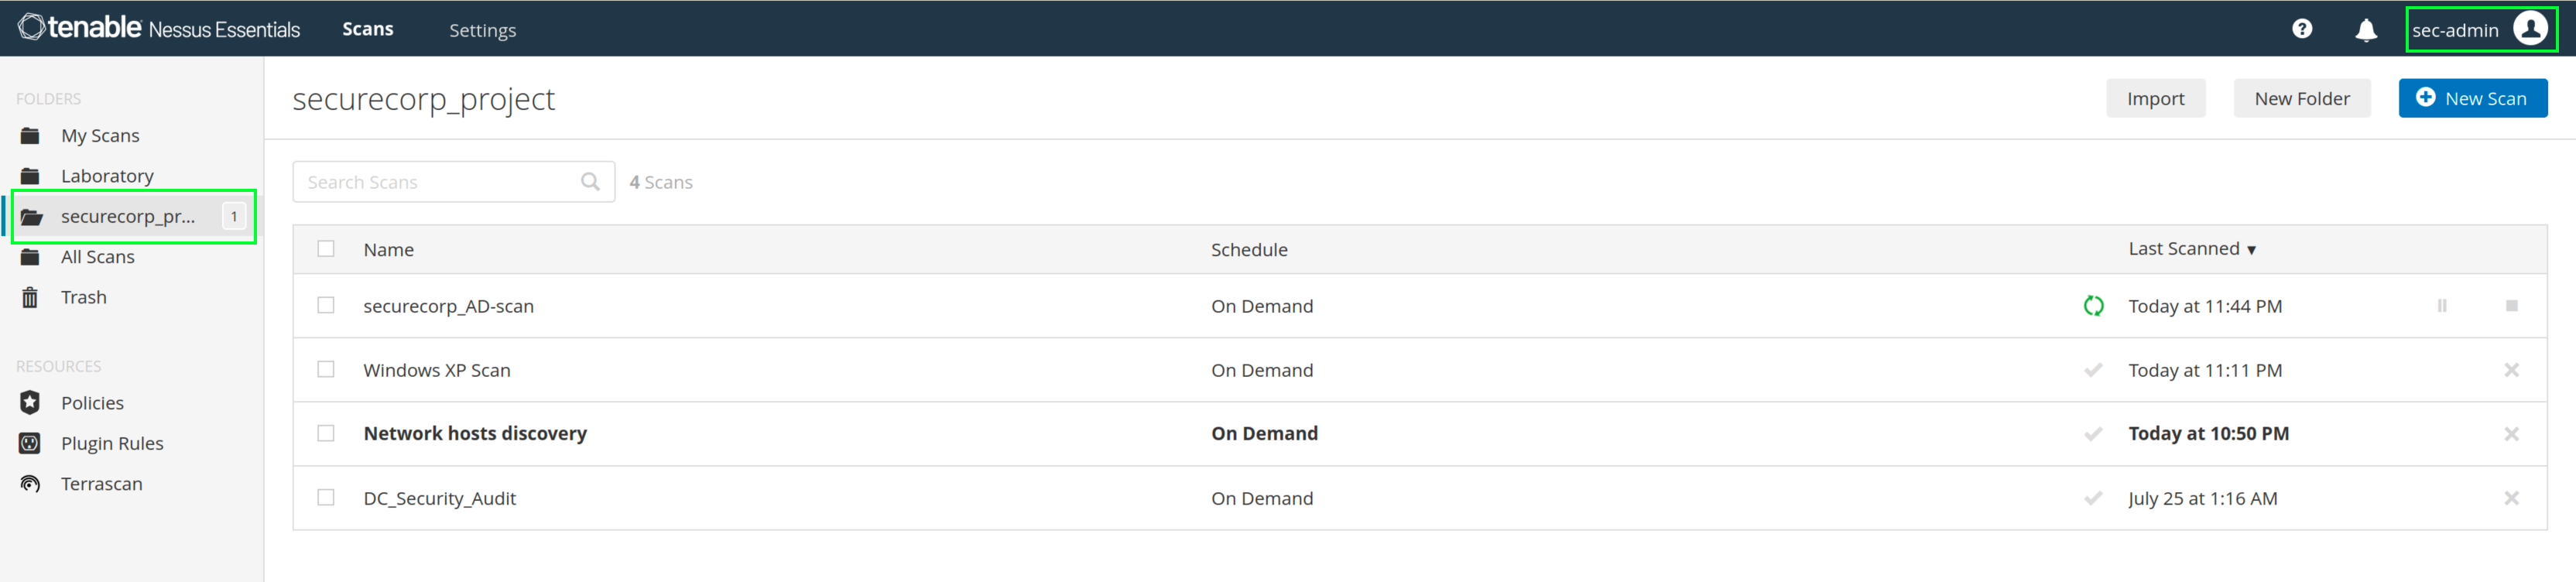 tenable Nessus Essentials Scans Settings sec-admin
FOLDERS
My Scans
Laboratory
securecorp_pr... 1
All Scans
Trash
RESOURCES
Policies
Plugin Rules
Terrascan
securecorp_project
Import New Folder New Scan
Search Scans 4 Scans
Name Schedule Last Scanned ▼
securecorp_AD-scan On Demand Today at 11:44 PM
Windows XP Scan On Demand Today at 11:11 PM
Network hosts discovery On Demand Today at 10:50 PM
DC_Security_Audit On Demand July 25 at 1:16 AM